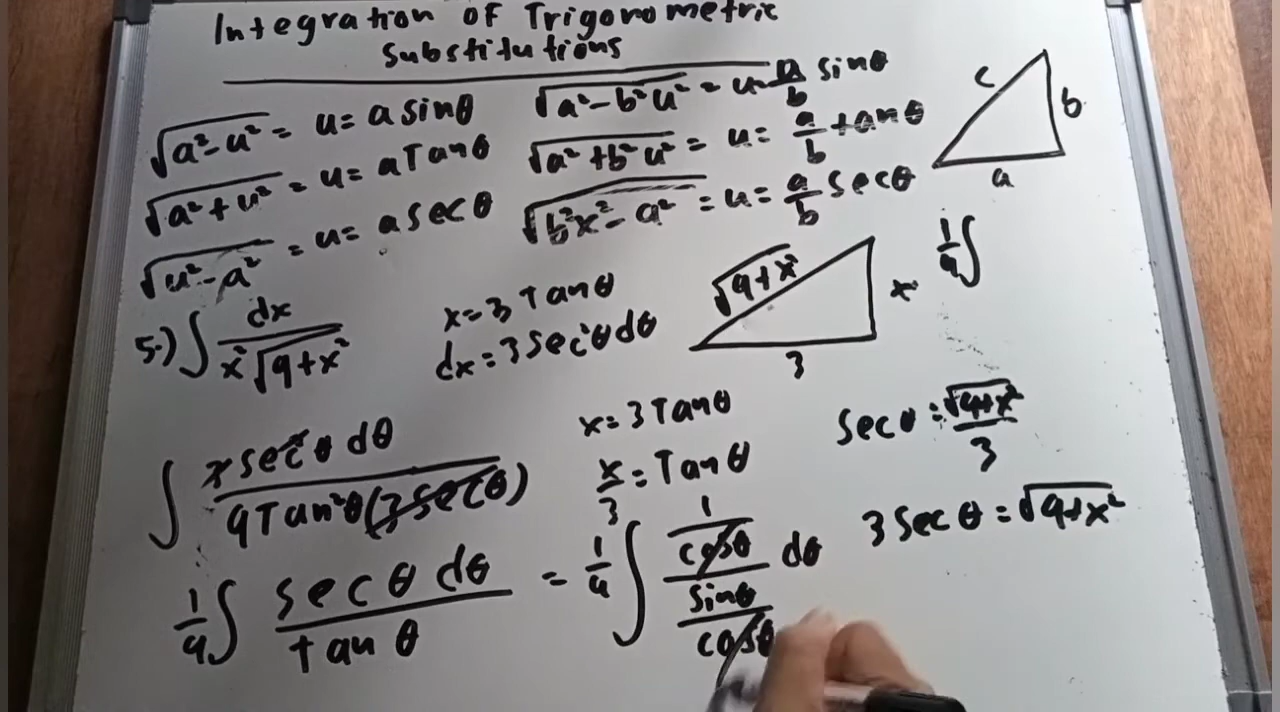 Integration of Trigonometric
Substitutions
√a²-u² = u = a sinθ
√a²-b²u² = u = a/b sinθ
√a²+u² = u = a Tanθ
√a²+b²u² = u = a/b tanθ
√u²-a² = u = a secθ
√b²x²-a² = u = a/b secθ
c
b
a
5.) ∫ dx / x²√9+x²
x = 3 Tanθ
dx = 3 sec²θ dθ
√9+x²
x
3
1/9 ∫
∫ 3 sec²θ dθ / 9 Tan²θ (3 secθ)
x = 3 Tanθ
x/3 = Tanθ
secθ = √9+x² / 3
3 secθ = √9+x²
1/9 ∫ secθ dθ / tanθ = 1/9 ∫ 1/cosθ / sinθ/cosθ dθ